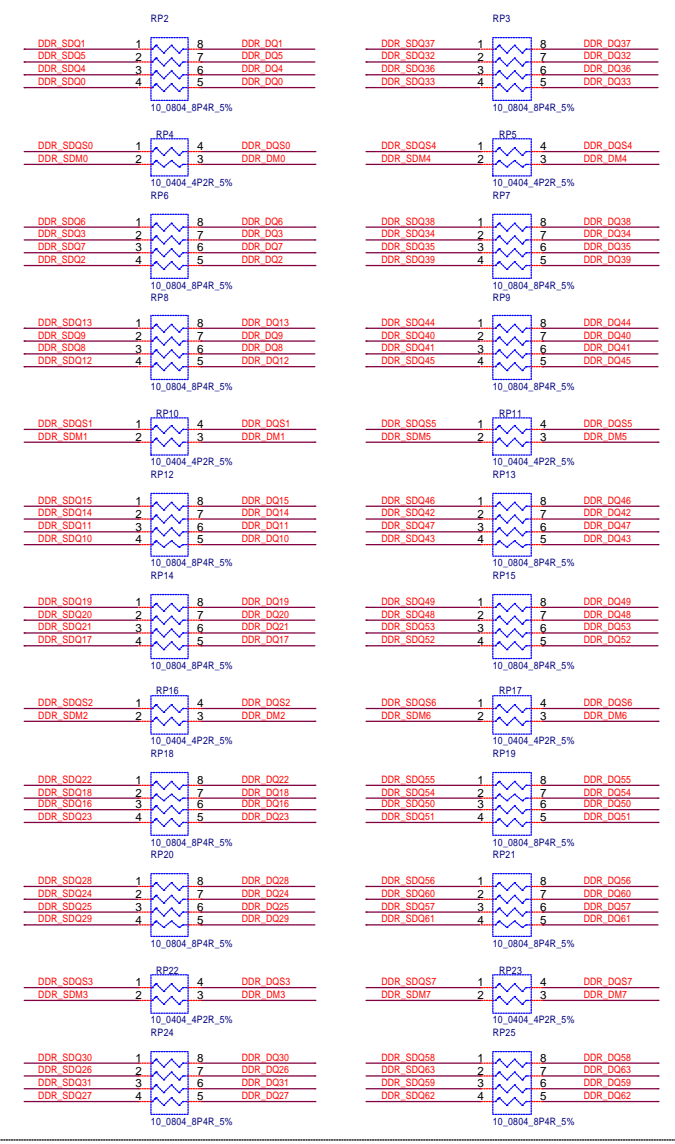 RP2 RP3
DDR_SDQ1 1 8 DDR_DQ1 DDR_SDQ37 1 8 DDR_DQ37
DDR_SDQ5 2 7 DDR_DQ5 DDR_SDQ32 2 7 DDR_DQ32
DDR_SDQ4 3 6 DDR_DQ4 DDR_SDQ36 3 6 DDR_DQ36
DDR_SDQ0 4 5 DDR_DQ0 DDR_SDQ33 4 5 DDR_DQ33
10_0804_8P4R_5% 10_0804_8P4R_5%
RP4 RP5
DDR_SDQS0 1 4 DDR_DQS0 DDR_SDQS4 1 4 DDR_DQS4
DDR_SDM0 2 3 DDR_DM0 DDR_SDM4 2 3 DDR_DM4
10_0404_4P2R_5% 10_0404_4P2R_5%
RP6 RP7
DDR_SDQ6 1 8 DDR_DQ6 DDR_SDQ38 1 8 DDR_DQ38
DDR_SDQ3 2 7 DDR_DQ3 DDR_SDQ34 2 7 DDR_DQ34
DDR_SDQ7 3 6 DDR_DQ7 DDR_SDQ35 3 6 DDR_DQ35
DDR_SDQ2 4 5 DDR_DQ2 DDR_SDQ39 4 5 DDR_DQ39
10_0804_8P4R_5% 10_0804_8P4R_5%
RP8 RP9
DDR_SDQ13 1 8 DDR_DQ13 DDR_SDQ44 1 8 DDR_DQ44
DDR_SDQ9 2 7 DDR_DQ9 DDR_SDQ40 2 7 DDR_DQ40
DDR_SDQ8 3 6 DDR_DQ8 DDR_SDQ41 3 6 DDR_DQ41
DDR_SDQ12 4 5 DDR_DQ12 DDR_SDQ45 4 5 DDR_DQ45
10_0804_8P4R_5% 10_0804_8P4R_5%
RP10 RP11
DDR_SDQS1 1 4 DDR_DQS1 DDR_SDQS5 1 4 DDR_DQS5
DDR_SDM1 2 3 DDR_DM1 DDR_SDM5 2 3 DDR_DM5
10_0404_4P2R_5% 10_0404_4P2R_5%
RP12 RP13
DDR_SDQ15 1 8 DDR_DQ15 DDR_SDQ46 1 8 DDR_DQ46
DDR_SDQ14 2 7 DDR_DQ14 DDR_SDQ42 2 7 DDR_DQ42
DDR_SDQ11 3 6 DDR_DQ11 DDR_SDQ47 3 6 DDR_DQ47
DDR_SDQ10 4 5 DDR_DQ10 DDR_SDQ43 4 5 DDR_DQ43
10_0804_8P4R_5% 10_0804_8P4R_5%
RP14 RP15
DDR_SDQ19 1 8 DDR_DQ19 DDR_SDQ49 1 8 DDR_DQ49
DDR_SDQ20 2 7 DDR_DQ20 DDR_SDQ48 2 7 DDR_DQ48
DDR_SDQ21 3 6 DDR_DQ21 DDR_SDQ53 3 6 DDR_DQ53
DDR_SDQ17 4 5 DDR_DQ17 DDR_SDQ52 4 5 DDR_DQ52
10_0804_8P4R_5% 10_0804_8P4R_5%
RP16 RP17
DDR_SDQS2 1 4 DDR_DQS2 DDR_SDQS6 1 4 DDR_DQS6
DDR_SDM2 2 3 DDR_DM2 DDR_SDM6 2 3 DDR_DM6
10_0404_4P2R_5% 10_0404_4P2R_5%
RP18 RP19
DDR_SDQ22 1 8 DDR_DQ22 DDR_SDQ55 1 8 DDR_DQ55
DDR_SDQ18 2 7 DDR_DQ18 DDR_SDQ54 2 7 DDR_DQ54
DDR_SDQ16 3 6 DDR_DQ16 DDR_SDQ50 3 6 DDR_DQ50
DDR_SDQ23 4 5 DDR_DQ23 DDR_SDQ51 4 5 DDR_DQ51
10_0804_8P4R_5% 10_0804_8P4R_5%
RP20 RP21
DDR_SDQ28 1 8 DDR_DQ28 DDR_SDQ56 1 8 DDR_DQ56
DDR_SDQ24 2 7 DDR_DQ24 DDR_SDQ60 2 7 DDR_DQ60
DDR_SDQ25 3 6 DDR_DQ25 DDR_SDQ57 3 6 DDR_DQ57
DDR_SDQ29 4 5 DDR_DQ29 DDR_SDQ61 4 5 DDR_DQ61
10_0804_8P4R_5% 10_0804_8P4R_5%
RP22 RP23
DDR_SDQS3 1 4 DDR_DQS3 DDR_SDQS7 1 4 DDR_DQS7
DDR_SDM3 2 3 DDR_DM3 DDR_SDM7 2 3 DDR_DM7
10_0404_4P2R_5% 10_0404_4P2R_5%
RP24 RP25
DDR_SDQ30 1 8 DDR_DQ30 DDR_SDQ58 1 8 DDR_DQ58
DDR_SDQ26 2 7 DDR_DQ26 DDR_SDQ63 2 7 DDR_DQ63
DDR_SDQ31 3 6 DDR_DQ31 DDR_SDQ59 3 6 DDR_DQ59
DDR_SDQ27 4 5 DDR_DQ27 DDR_SDQ62 4 5 DDR_DQ62
10_0804_8P4R_5% 10_0804_8P4R_5%